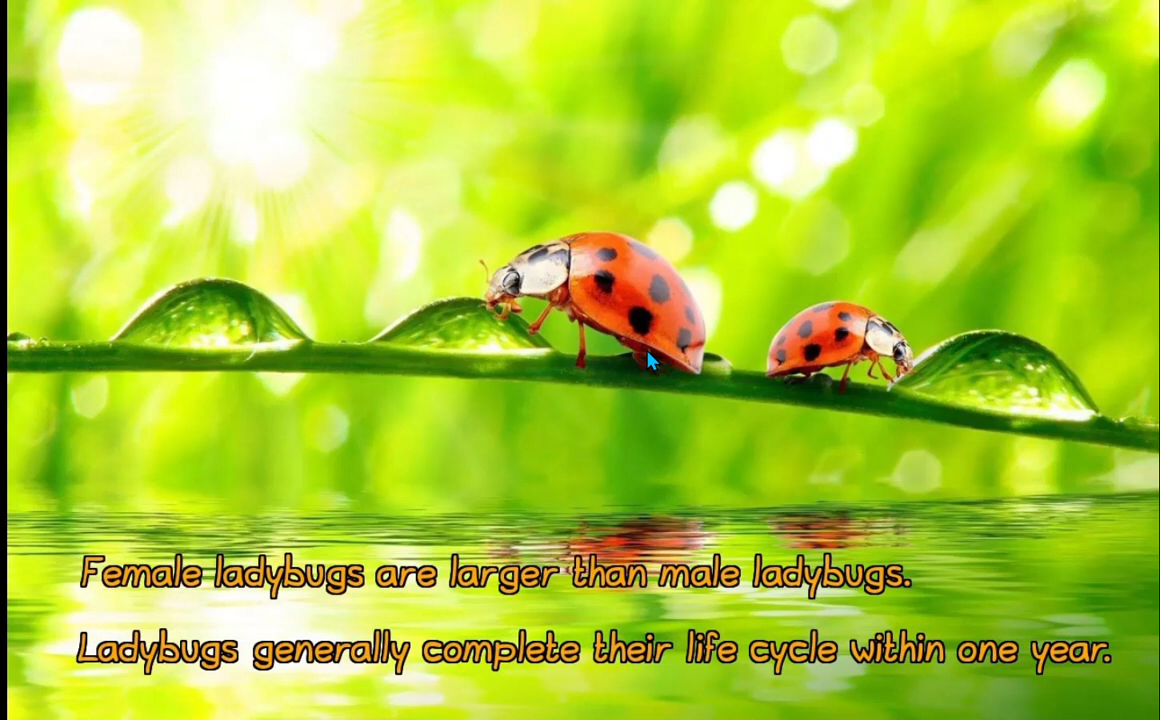 Female ladybugs are larger than male ladybugs.
Ladybugs generally complete their life cycle within one year.